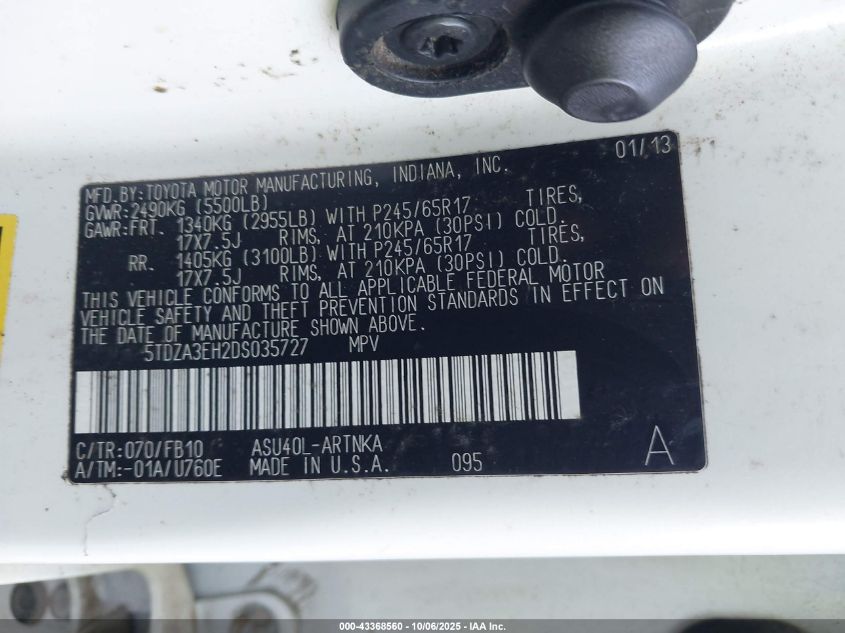 01/13
MFD.BY:TOYOTA MOTOR MANUFACTURING, INDIANA, INC.
GVWR:2490KG (5500LB)
GAWR:FRT. 1340KG (2955LB) WITH P245/65R17 TIRES,
17X7.5J RIMS, AT 210KPA (30PSI) COLD.
RR. 1405KG (3100LB) WITH P245/65R17 TIRES,
17X7.5J RIMS, AT 210KPA (30PSI) COLD.
THIS VEHICLE CONFORMS TO ALL APPLICABLE FEDERAL MOTOR
VEHICLE SAFETY AND THEFT PREVENTION STANDARDS IN EFFECT ON
THE DATE OF MANUFACTURE SHOWN ABOVE.
5TDZA3EH2DS035727 MPV
C/TR:070/FB10 ASU40L-ARTNKA
A/TM:-01A/U760E MADE IN U.S.A. 095 A
000-43368560 - 10/06/2025 - IAA Inc.